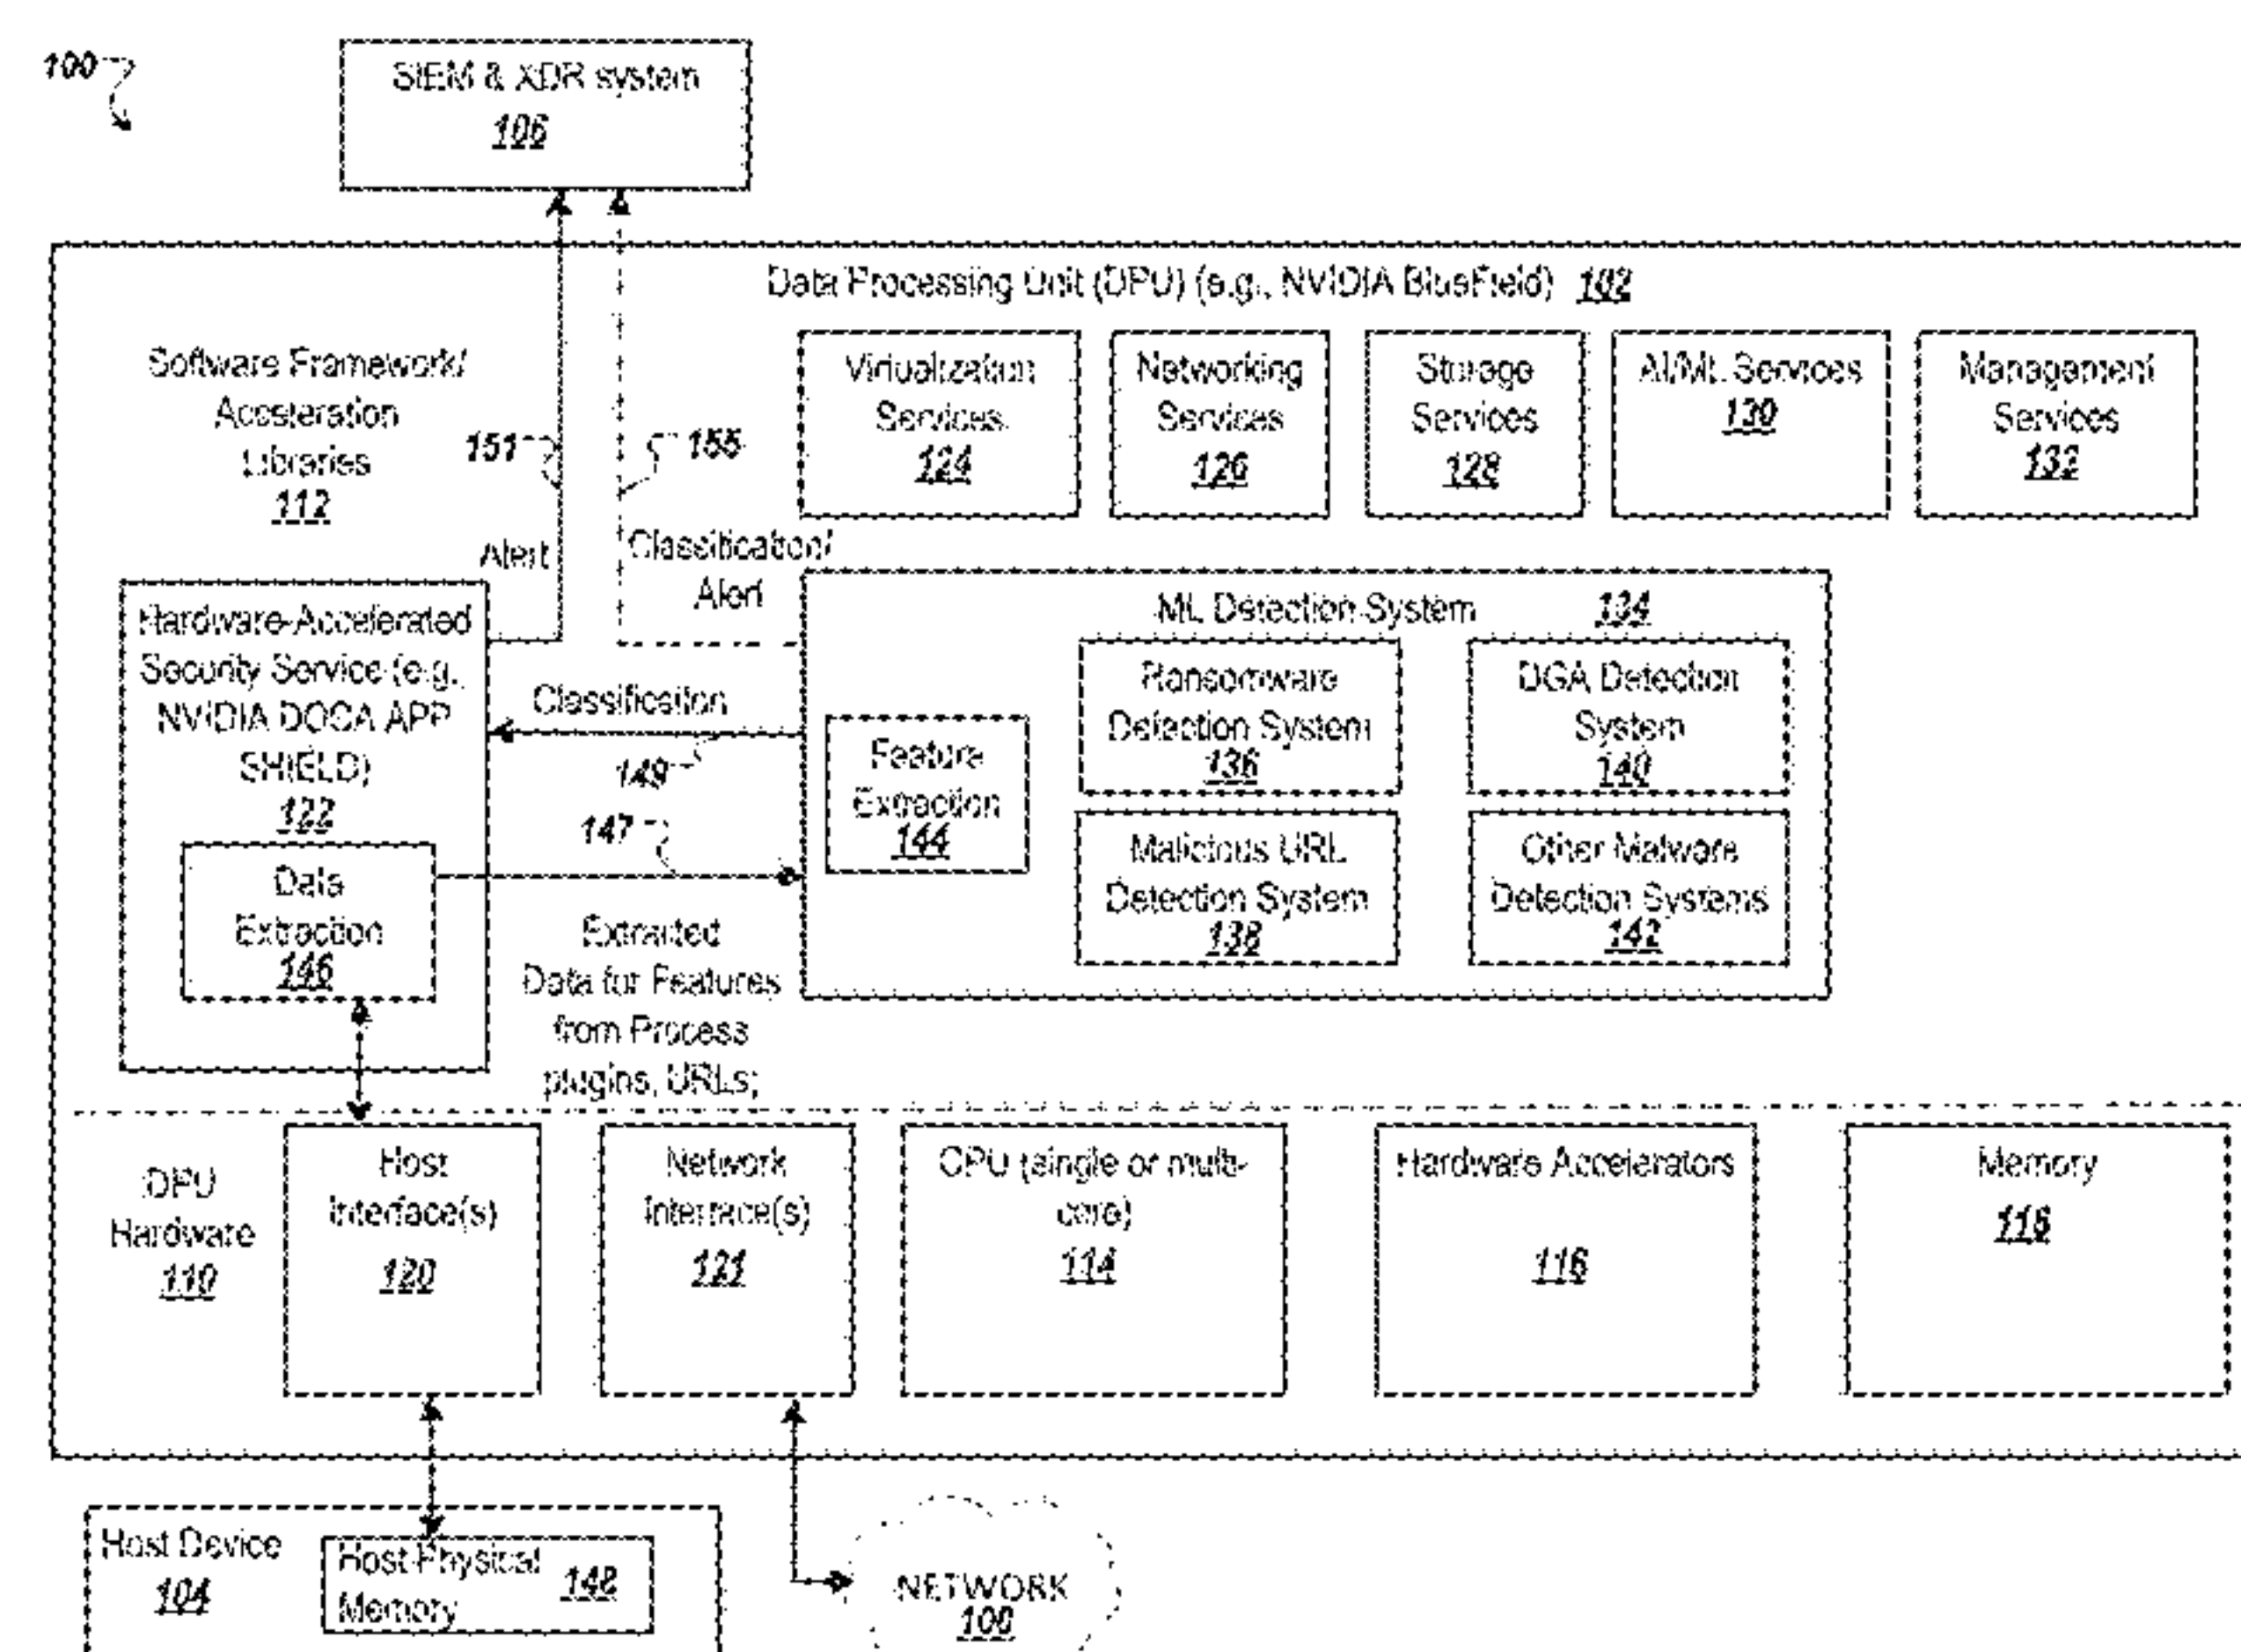 100
SIEM & XDR system
106
Data Processing Unit (DPU) (e.g., NVIDIA BlueField) 102
Software Framework/
Acceleration
Libraries
112
151
155
Alert
Classification/
Alert
Virtualization
Services
124
Networking
Services
126
Storage
Services
128
AI/ML Services
130
Management
Services
132
Hardware-Accelerated
Security Service (e.g.,
NVIDIA DOCA APP
SHIELD)
122
Data
Extraction
146
Classification
149
147
Extracted
Data for Features
from Process
plugins, URLs;
ML Detection System 134
Feature
Extraction
144
Ransomware
Detection System
136
DGA Detection
System
140
Malicious URL
Detection System
138
Other Malware
Detection Systems
142
DPU
Hardware
110
Host
Interface(s)
120
Network
Interface(s)
121
CPU (single or multi-
core)
114
Hardware Accelerators
116
Memory
Host Device
104
Host Physical
Memory
148
NETWORK
108